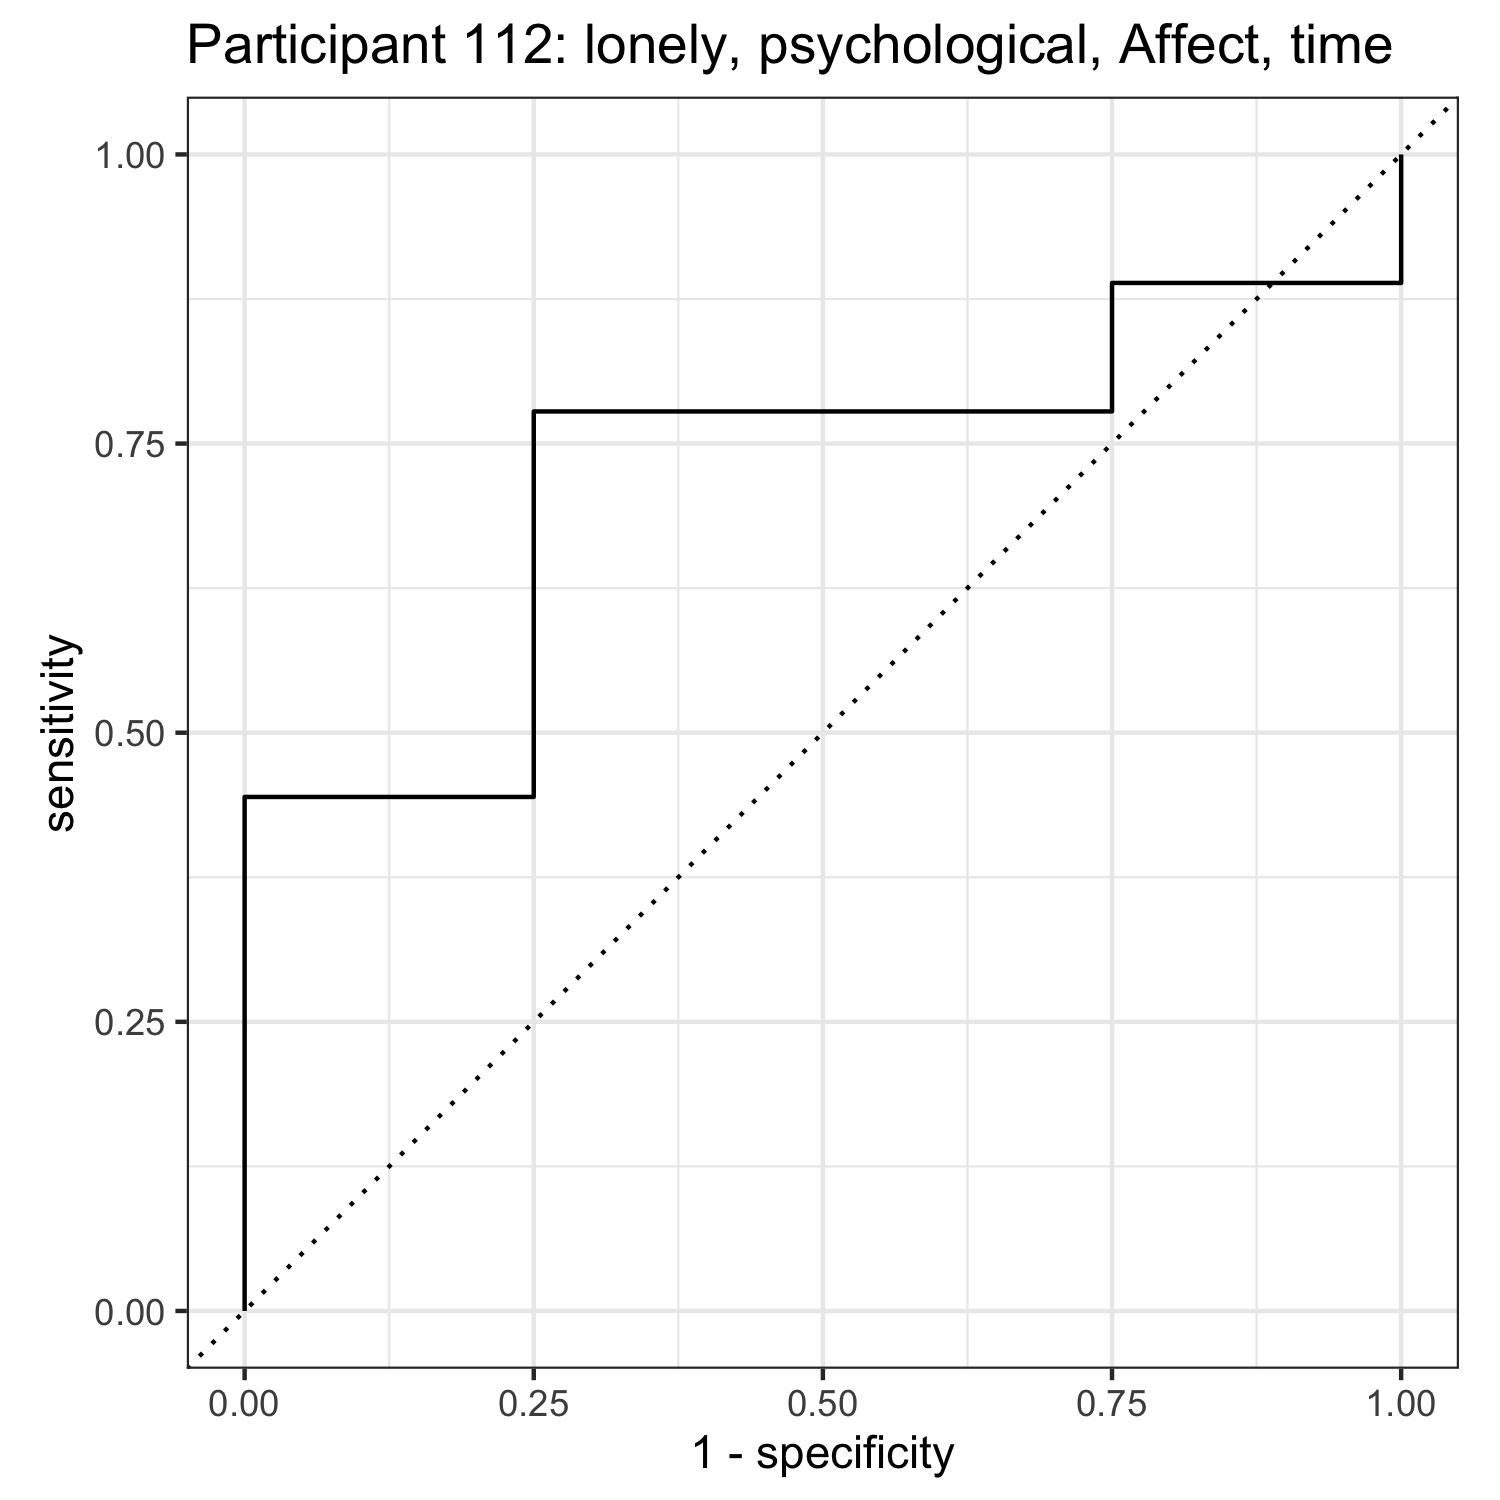 Participant 112: lonely, psychological, Affect, time
1.00
0.75
0.50
0.25
0.00
sensitivity
0.00 0.25 0.50 0.75 1.00
1 - specificity